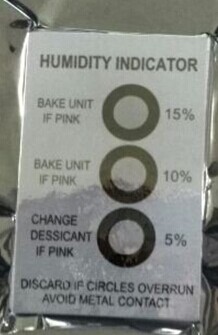 HUMIDITY INDICATOR
BAKE UNIT
IF PINK
15%
BAKE UNIT
IF PINK
10%
CHANGE
DESSICANT
IF PINK
5%
DISCARD IF CIRCLES OVERRUN
AVOID METAL CONTACT